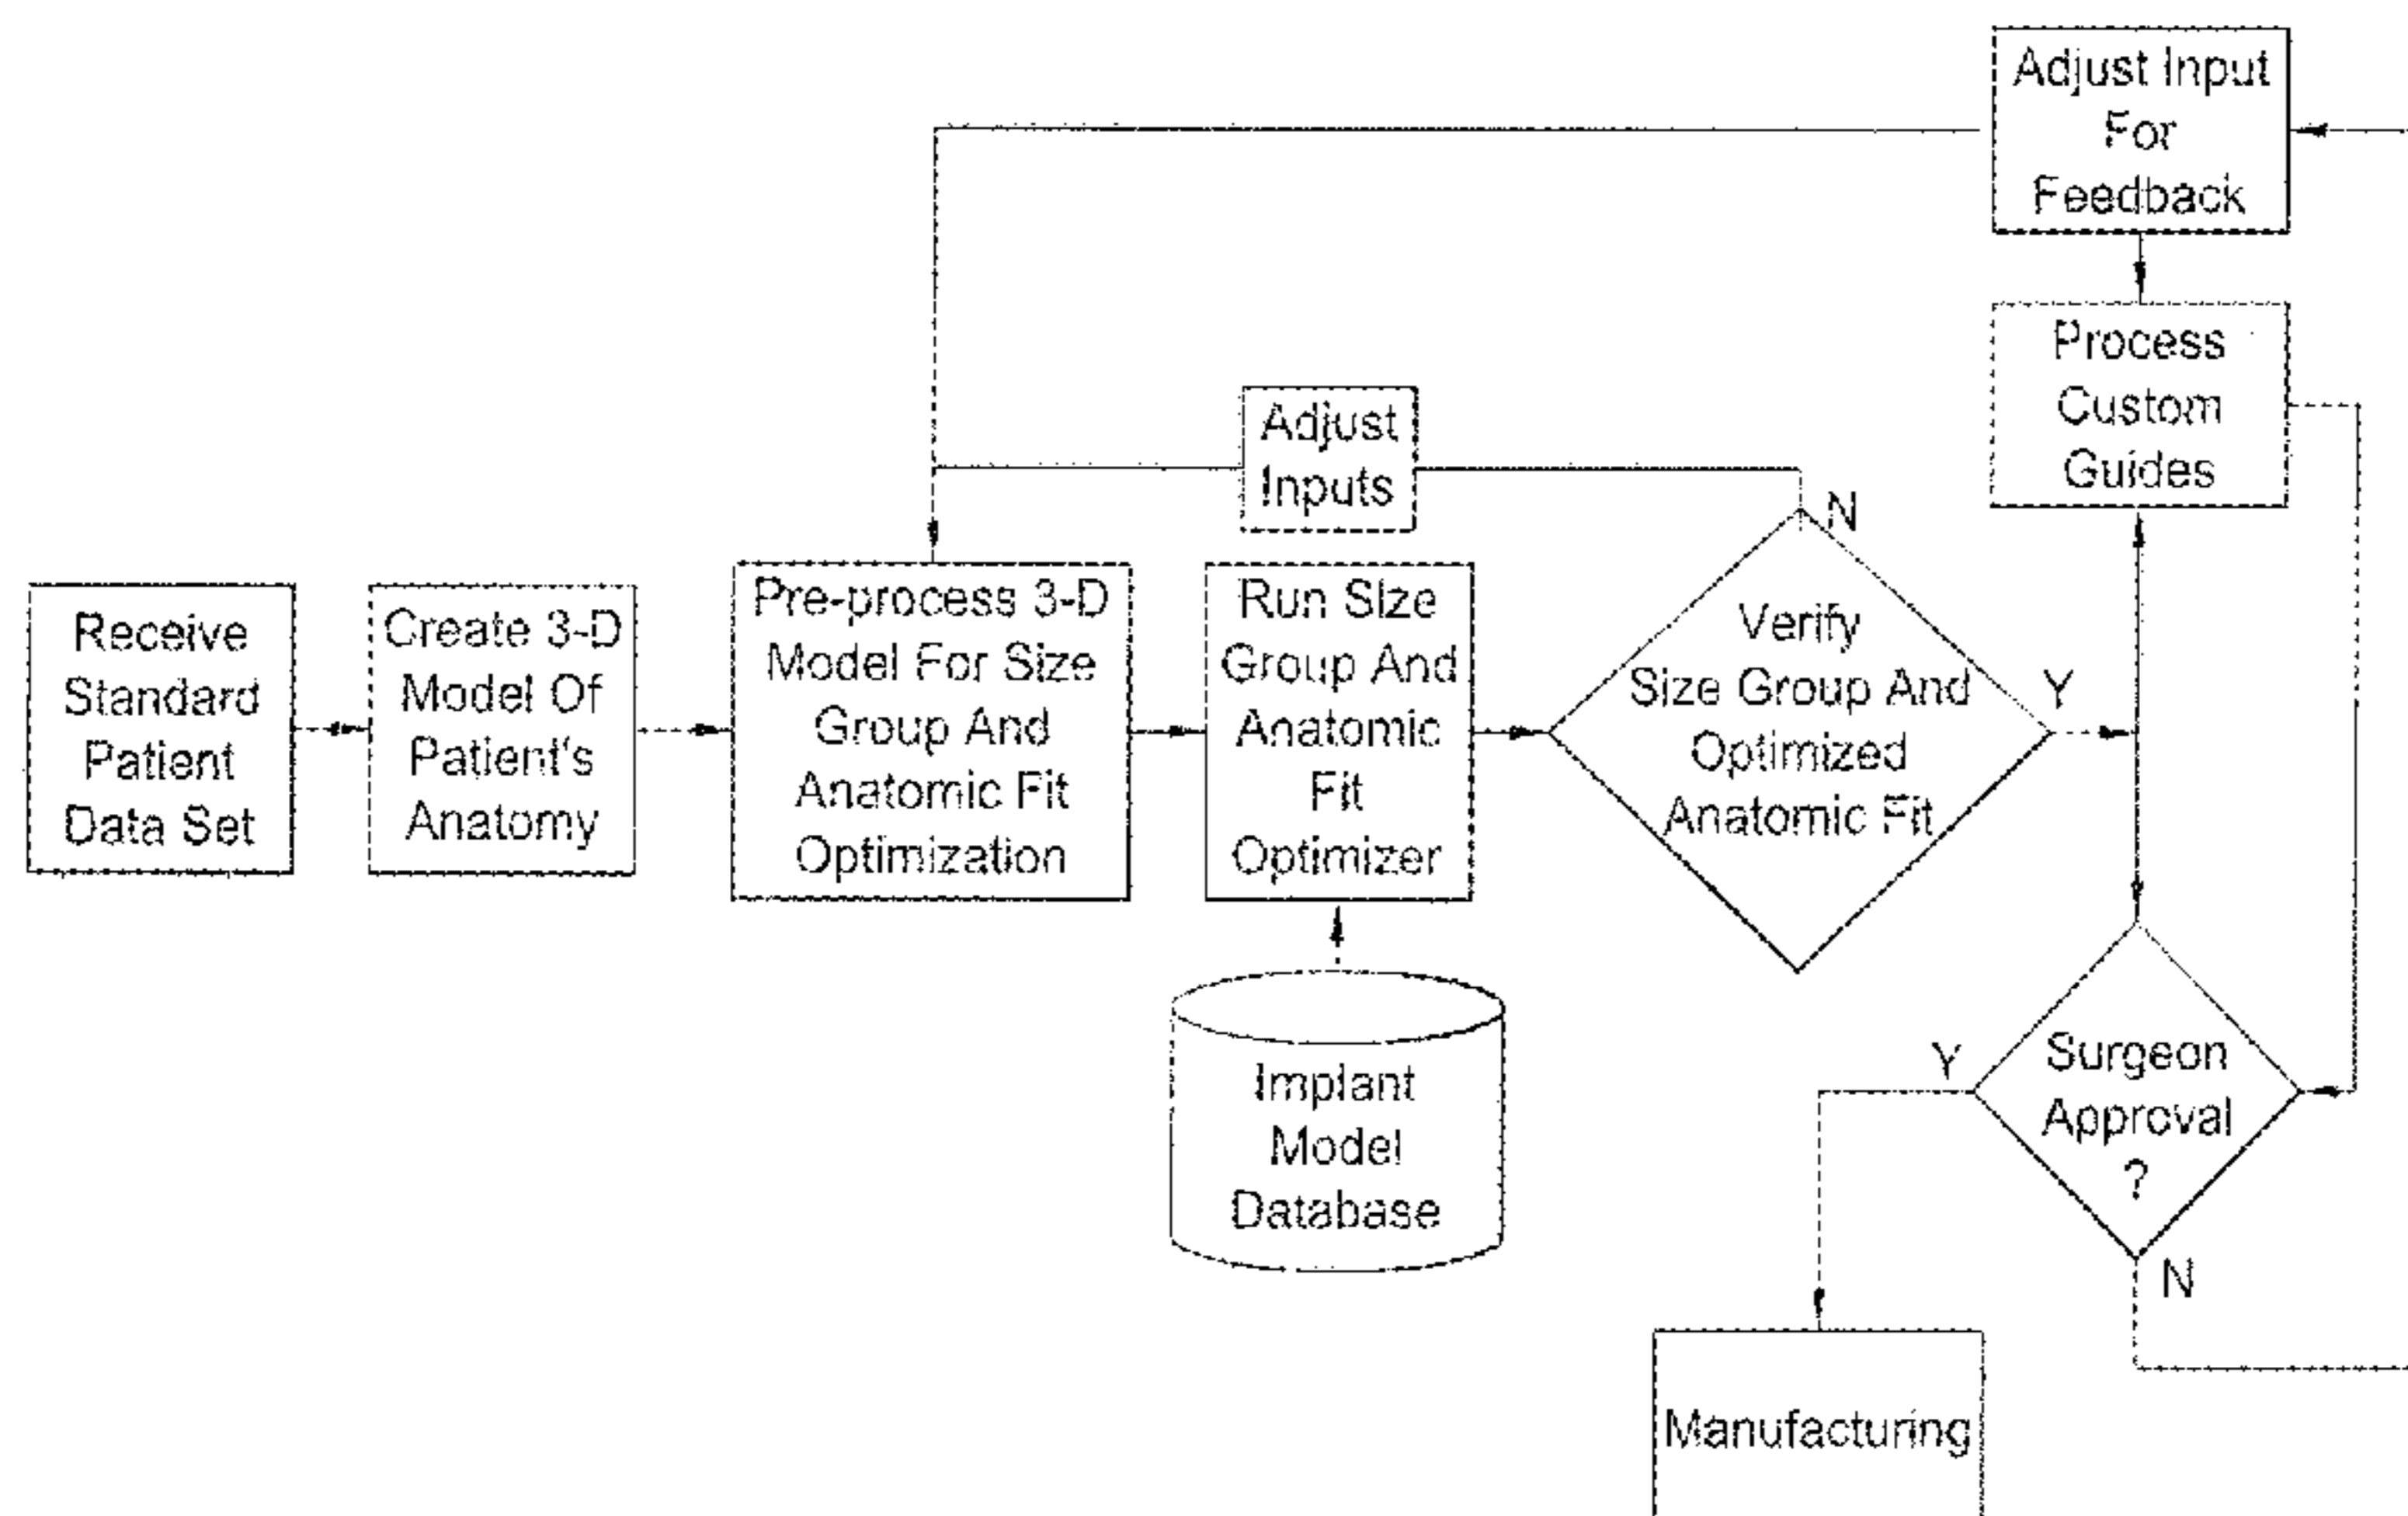 Adjust Input
For
Feedback
Process
Custom
Guides
Adjust
Inputs
N
Receive
Standard
Patient
Data Set
Create 3-D
Model Of
Patient's
Anatomy
Pre-process 3-D
Model For Size
Group And
Anatomic Fit
Optimization
Run Size
Group And
Anatomic
Fit
Optimizer
Verify
Size Group And
Optimized
Anatomic Fit
Y
Implant
Model
Database
Y
Surgeon
Approval
?
N
Manufacturing